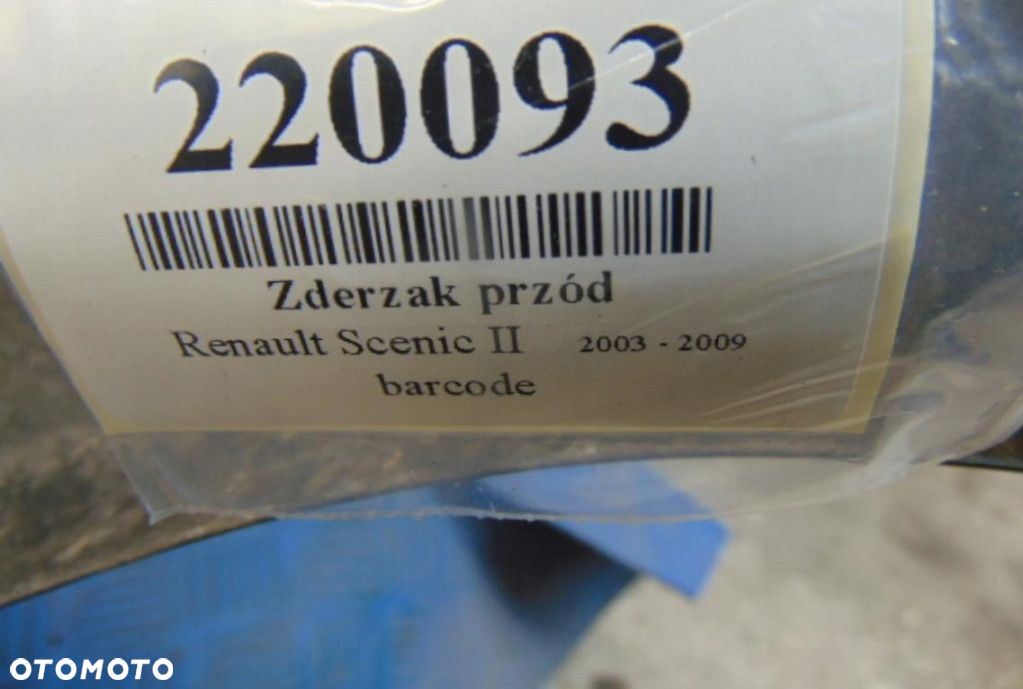 220093
Zderzak przód
Renault Scenic II 2003 - 2009
barcode
OTOMOTO